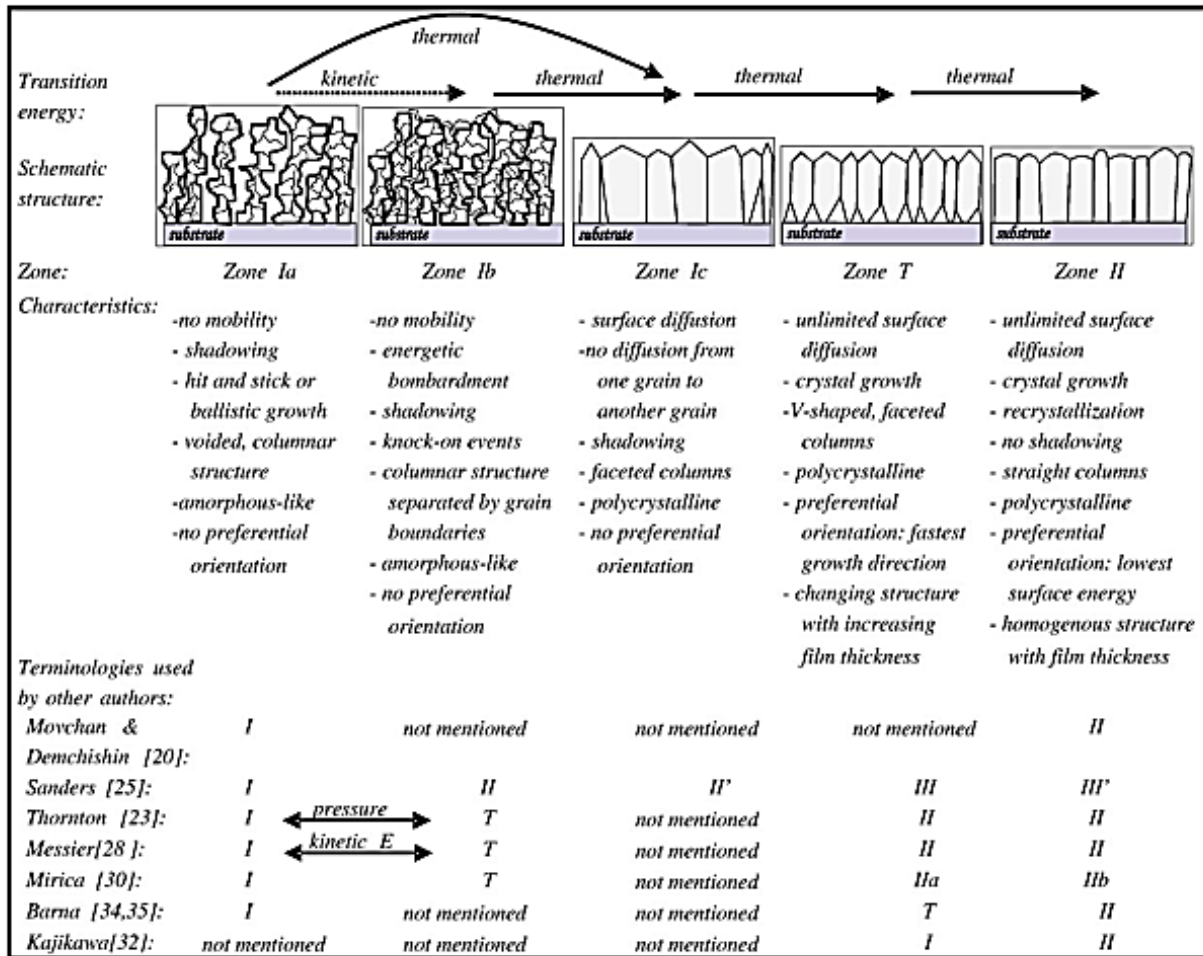 thermal
kinetic thermal thermal thermal
Transition
energy:
Schematic
structure:
substrate substrate substrate substrate substrate
Zone: Zone Ia Zone Ib Zone Ic Zone T Zone II
Characteristics:
-no mobility
- shadowing
- hit and stick or
ballistic growth
- voided, columnar
structure
-amorphous-like
-no preferential
orientation
-no mobility
- energetic
bombardment
- shadowing
- knock-on events
- columnar structure
separated by grain
boundaries
- amorphous-like
- no preferential
orientation
- surface diffusion
-no diffusion from
one grain to
another grain
- shadowing
- faceted columns
- polycrystalline
- no preferential
orientation
- unlimited surface
diffusion
- crystal growth
-V-shaped, faceted
columns
- polycrystalline
- preferential
orientation: fastest
growth direction
- changing structure
with increasing
film thickness
- unlimited surface
diffusion
- crystal growth
- recrystallization
- no shadowing
- straight columns
- polycrystalline
- preferential
orientation: lowest
surface energy
- homogenous structure
with film thickness
Terminologies used
by other authors:
Movchan & I not mentioned not mentioned not mentioned II
Demchishin [20]:
Sanders [25]: I II II' III III'
Thornton [23]: I pressure T not mentioned II II
Messier[28 ]: I kinetic E T not mentioned II II
Mirica [30]: I T not mentioned IIa IIb
Barna [34,35]: I not mentioned not mentioned T II
Kajikawa[32]: not mentioned not mentioned not mentioned I II